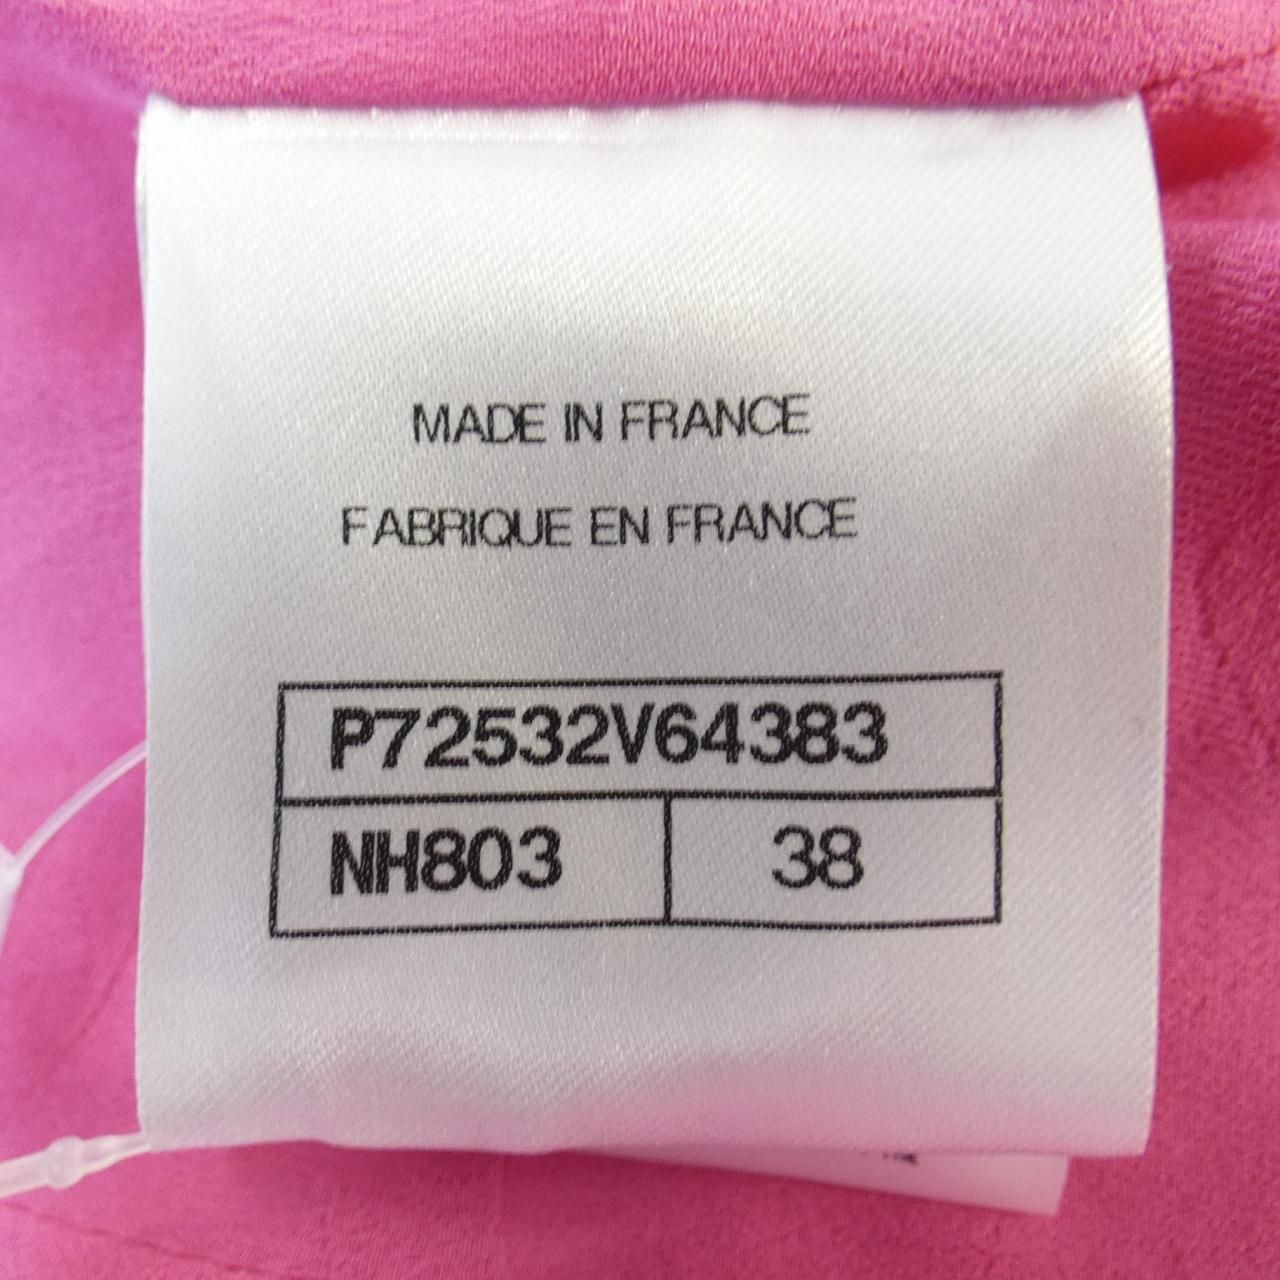 MADE IN FRANCE
FABRIQUE EN FRANCE
P72532V64383
NH803 38